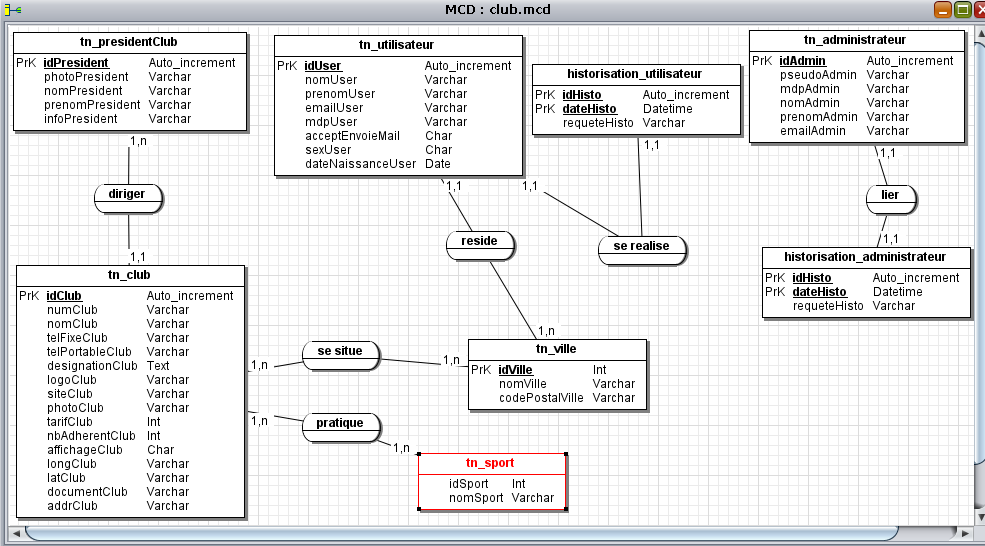 MCD : club.mcd
tn_presidentClub
PrK idPresident Auto_increment
photoPresident Varchar
nomPresident Varchar
prenomPresident Varchar
infoPresident Varchar
1,n
diriger
1,1
tn_club
PrK idClub Auto_increment
numClub Varchar
nomClub Varchar
telFixeClub Varchar
telPortableClub Varchar
designationClub Text
logoClub Varchar
siteClub Varchar
photoClub Varchar
tarifClub Int
nbAdherentClub Int
affichageClub Char
longClub Varchar
latClub Varchar
documentClub Varchar
addrClub Varchar
tn_utilisateur
PrK idUser Auto_increment
nomUser Varchar
prenomUser Varchar
emailUser Varchar
mdpUser Varchar
acceptEnvoieMail Char
sexUser Char
dateNaissanceUser Date
1,1
1,1
reside
1,n
historisation_utilisateur
PrK idHisto Auto_increment
PrK dateHisto Datetime
requeteHisto Varchar
1,1
se realise
tn_administrateur
PrK idAdmin Auto_increment
pseudoAdmin Varchar
mdpAdmin Varchar
nomAdmin Varchar
prenomAdmin Varchar
emailAdmin Varchar
1,1
lier
1,1
historisation_administrateur
PrK idHisto Auto_increment
PrK dateHisto Datetime
requeteHisto Varchar
1,n
se situe
1,n
tn_ville
PrK idVille Int
nomVille Varchar
codePostalVille Varchar
1,n
pratique
1,n
tn_sport
idSport Int
nomSport Varchar